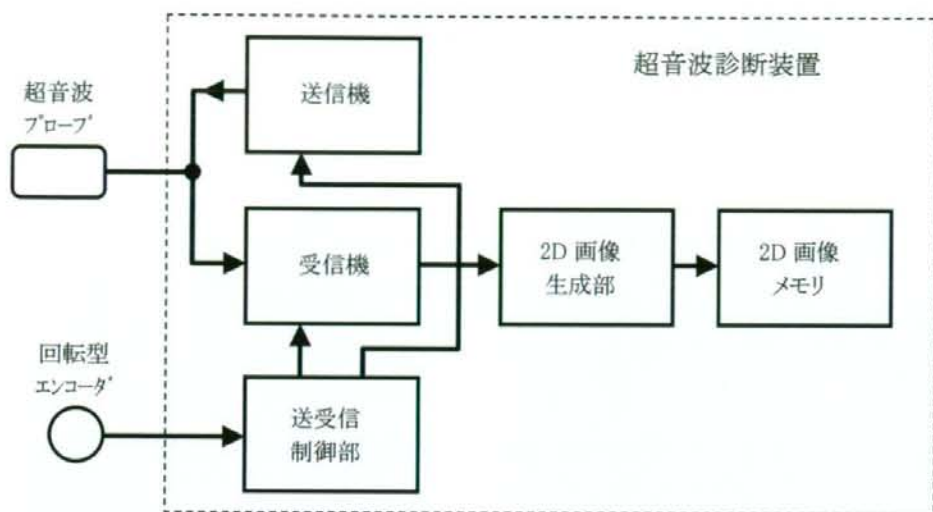 超音波診断装置
超音波
プローブ
送信機
受信機
2D 画像
生成部
2D 画像
メモリ
回転型
エンコーダ
送受信
制御部